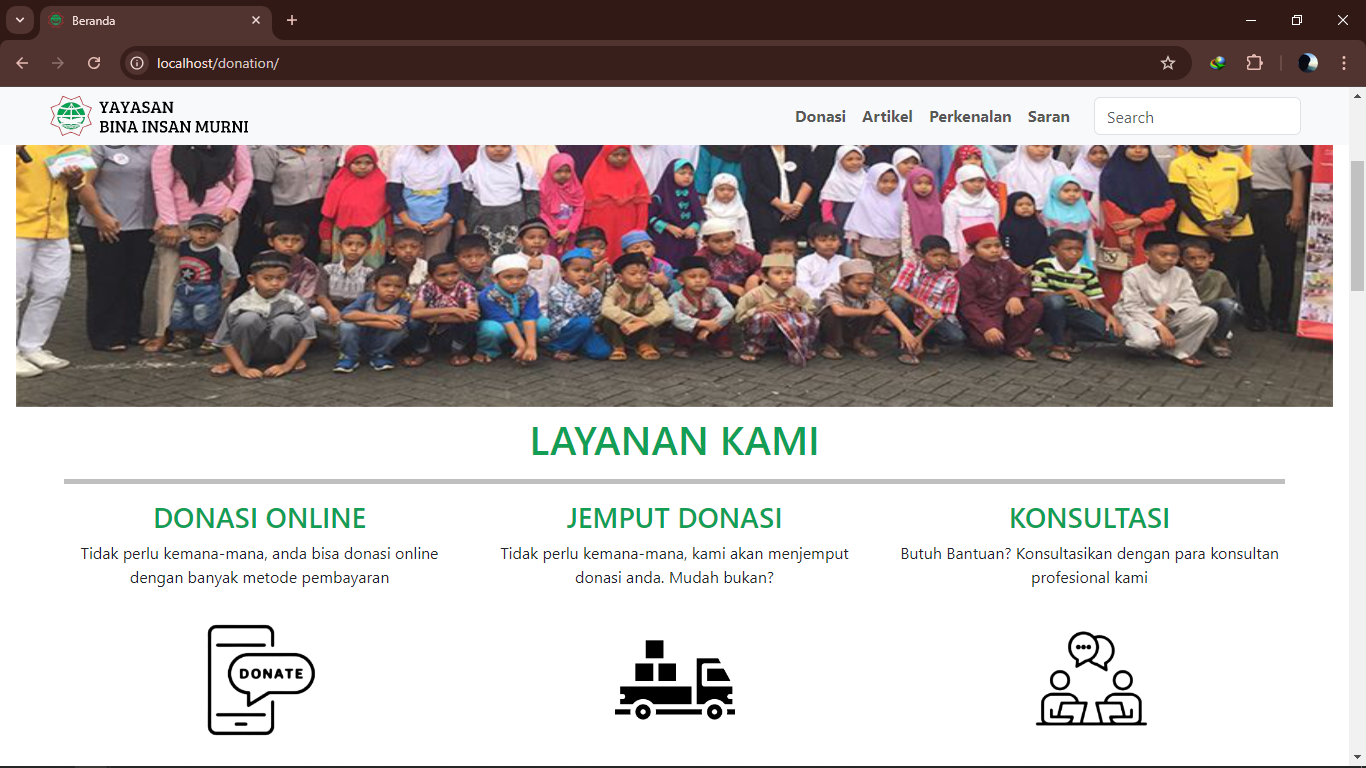 Beranda
localhost/donation/
YAYASAN
BINA INSAN MURNI
Donasi Artikel Perkenalan Saran Search
LAYANAN KAMI
DONASI ONLINE
Tidak perlu kemana-mana, anda bisa donasi online
dengan banyak metode pembayaran
DONATE
JEMPUT DONASI
Tidak perlu kemana-mana, kami akan menjemput
donasi anda. Mudah bukan?
KONSULTASI
Butuh Bantuan? Konsultasikan dengan para konsultan
profesional kami